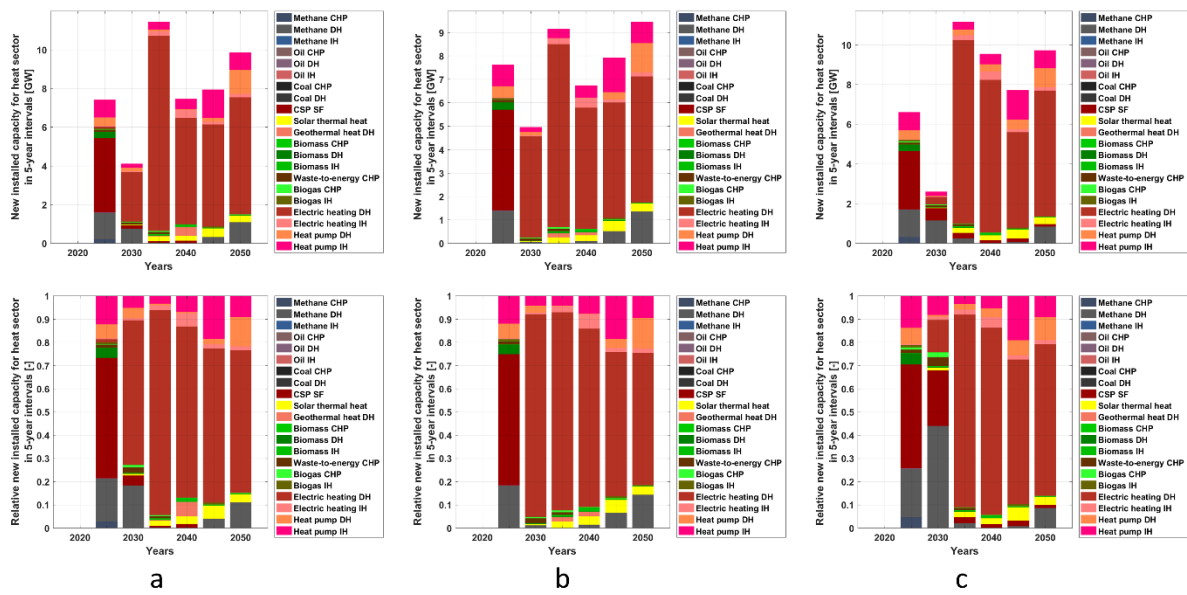 New installed capacity for heat sector
in 5-year intervals [GW]
10
8
6
4
2
0
2020
2030
2040
2050
Years
Methane CHP
Methane DH
Methane IH
Oil CHP
Oil DH
Oil IH
Coal CHP
Coal DH
CSP SF
Solar thermal heat
Geothermal heat DH
Biomass CHP
Biomass DH
Biomass IH
Waste-to-energy CHP
Biogas CHP
Biogas IH
Electric heating DH
Electric heating IH
Heat pump DH
Heat pump IH
New installed capacity for heat sector
in 5-year intervals [GW]
9
8
7
6
5
4
3
2
1
0
2020
2030
2040
2050
Years
Methane CHP
Methane DH
Methane IH
Oil CHP
Oil DH
Oil IH
Coal CHP
Coal DH
CSP SF
Solar thermal heat
Geothermal heat DH
Biomass CHP
Biomass DH
Biomass IH
Waste-to-energy CHP
Biogas CHP
Biogas IH
Electric heating DH
Electric heating IH
Heat pump DH
Heat pump IH
New installed capacity for heat sector
in 5-year intervals [GW]
10
8
6
4
2
0
2020
2030
2040
2050
Years
Methane CHP
Methane DH
Methane IH
Oil CHP
Oil DH
Oil IH
Coal CHP
Coal DH
CSP SF
Solar thermal heat
Geothermal heat DH
Biomass CHP
Biomass DH
Biomass IH
Waste-to-energy CHP
Biogas CHP
Biogas IH
Electric heating DH
Electric heating IH
Heat pump DH
Heat pump IH
Relative new installed capacity for heat sector
in 5-year intervals [-]
1
0.9
0.8
0.7
0.6
0.5
0.4
0.3
0.2
0.1
0
2020
2030
2040
2050
Years
Methane CHP
Methane DH
Methane IH
Oil CHP
Oil DH
Oil IH
Coal CHP
Coal DH
CSP SF
Solar thermal heat
Geothermal heat DH
Biomass CHP
Biomass DH
Biomass IH
Waste-to-energy CHP
Biogas CHP
Biogas IH
Electric heating DH
Electric heating IH
Heat pump DH
Heat pump IH
Relative new installed capacity for heat sector
in 5-year intervals [-]
1
0.9
0.8
0.7
0.6
0.5
0.4
0.3
0.2
0.1
0
2020
2030
2040
2050
Years
Methane CHP
Methane DH
Methane IH
Oil CHP
Oil DH
Oil IH
Coal CHP
Coal DH
CSP SF
Solar thermal heat
Geothermal heat DH
Biomass CHP
Biomass DH
Biomass IH
Waste-to-energy CHP
Biogas CHP
Biogas IH
Electric heating DH
Electric heating IH
Heat pump DH
Heat pump IH
Relative new installed capacity for heat sector
in 5-year intervals [-]
1
0.9
0.8
0.7
0.6
0.5
0.4
0.3
0.2
0.1
0
2020
2030
2040
2050
Years
Methane CHP
Methane DH
Methane IH
Oil CHP
Oil DH
Oil IH
Coal CHP
Coal DH
CSP SF
Solar thermal heat
Geothermal heat DH
Biomass CHP
Biomass DH
Biomass IH
Waste-to-energy CHP
Biogas CHP
Biogas IH
Electric heating DH
Electric heating IH
Heat pump DH
Heat pump IH
a
b
c